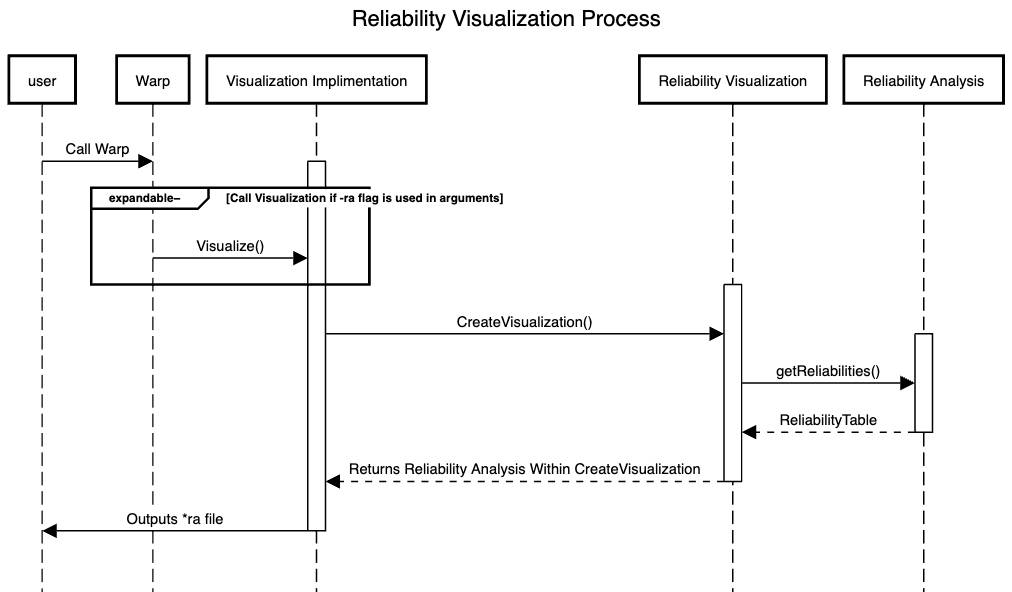 Reliability Visualization Process
user
Warp
Visualization Implimentation
Reliability Visualization
Reliability Analysis
Call Warp
expandable–
[Call Visualization if -ra flag is used in arguments]
Visualize()
CreateVisualization()
getReliabilities()
ReliabilityTable
Returns Reliability Analysis Within CreateVisualization
Outputs *ra file